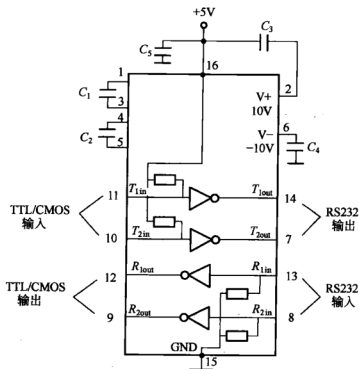 +5V
C₃
C₅
16
1
C₁
3
4
C₂
5
2
V+
10V
6
V−
−10V
C₄
11
T₁in
T₁out
14
TTL/CMOS
输入
RS232
输出
10
T₂in
T₂out
7
12
R₁out
R₁in
13
TTL/CMOS
输出
RS232
输入
9
R₂out
R₂in
8
GND
15